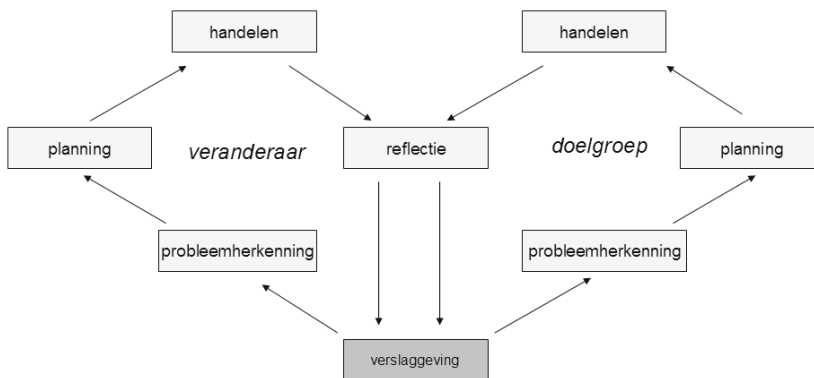 handelen
handelen
planning
veranderaar
reflectie
doelgroep
planning
probleemherkenning
probleemherkenning
verslaggeving